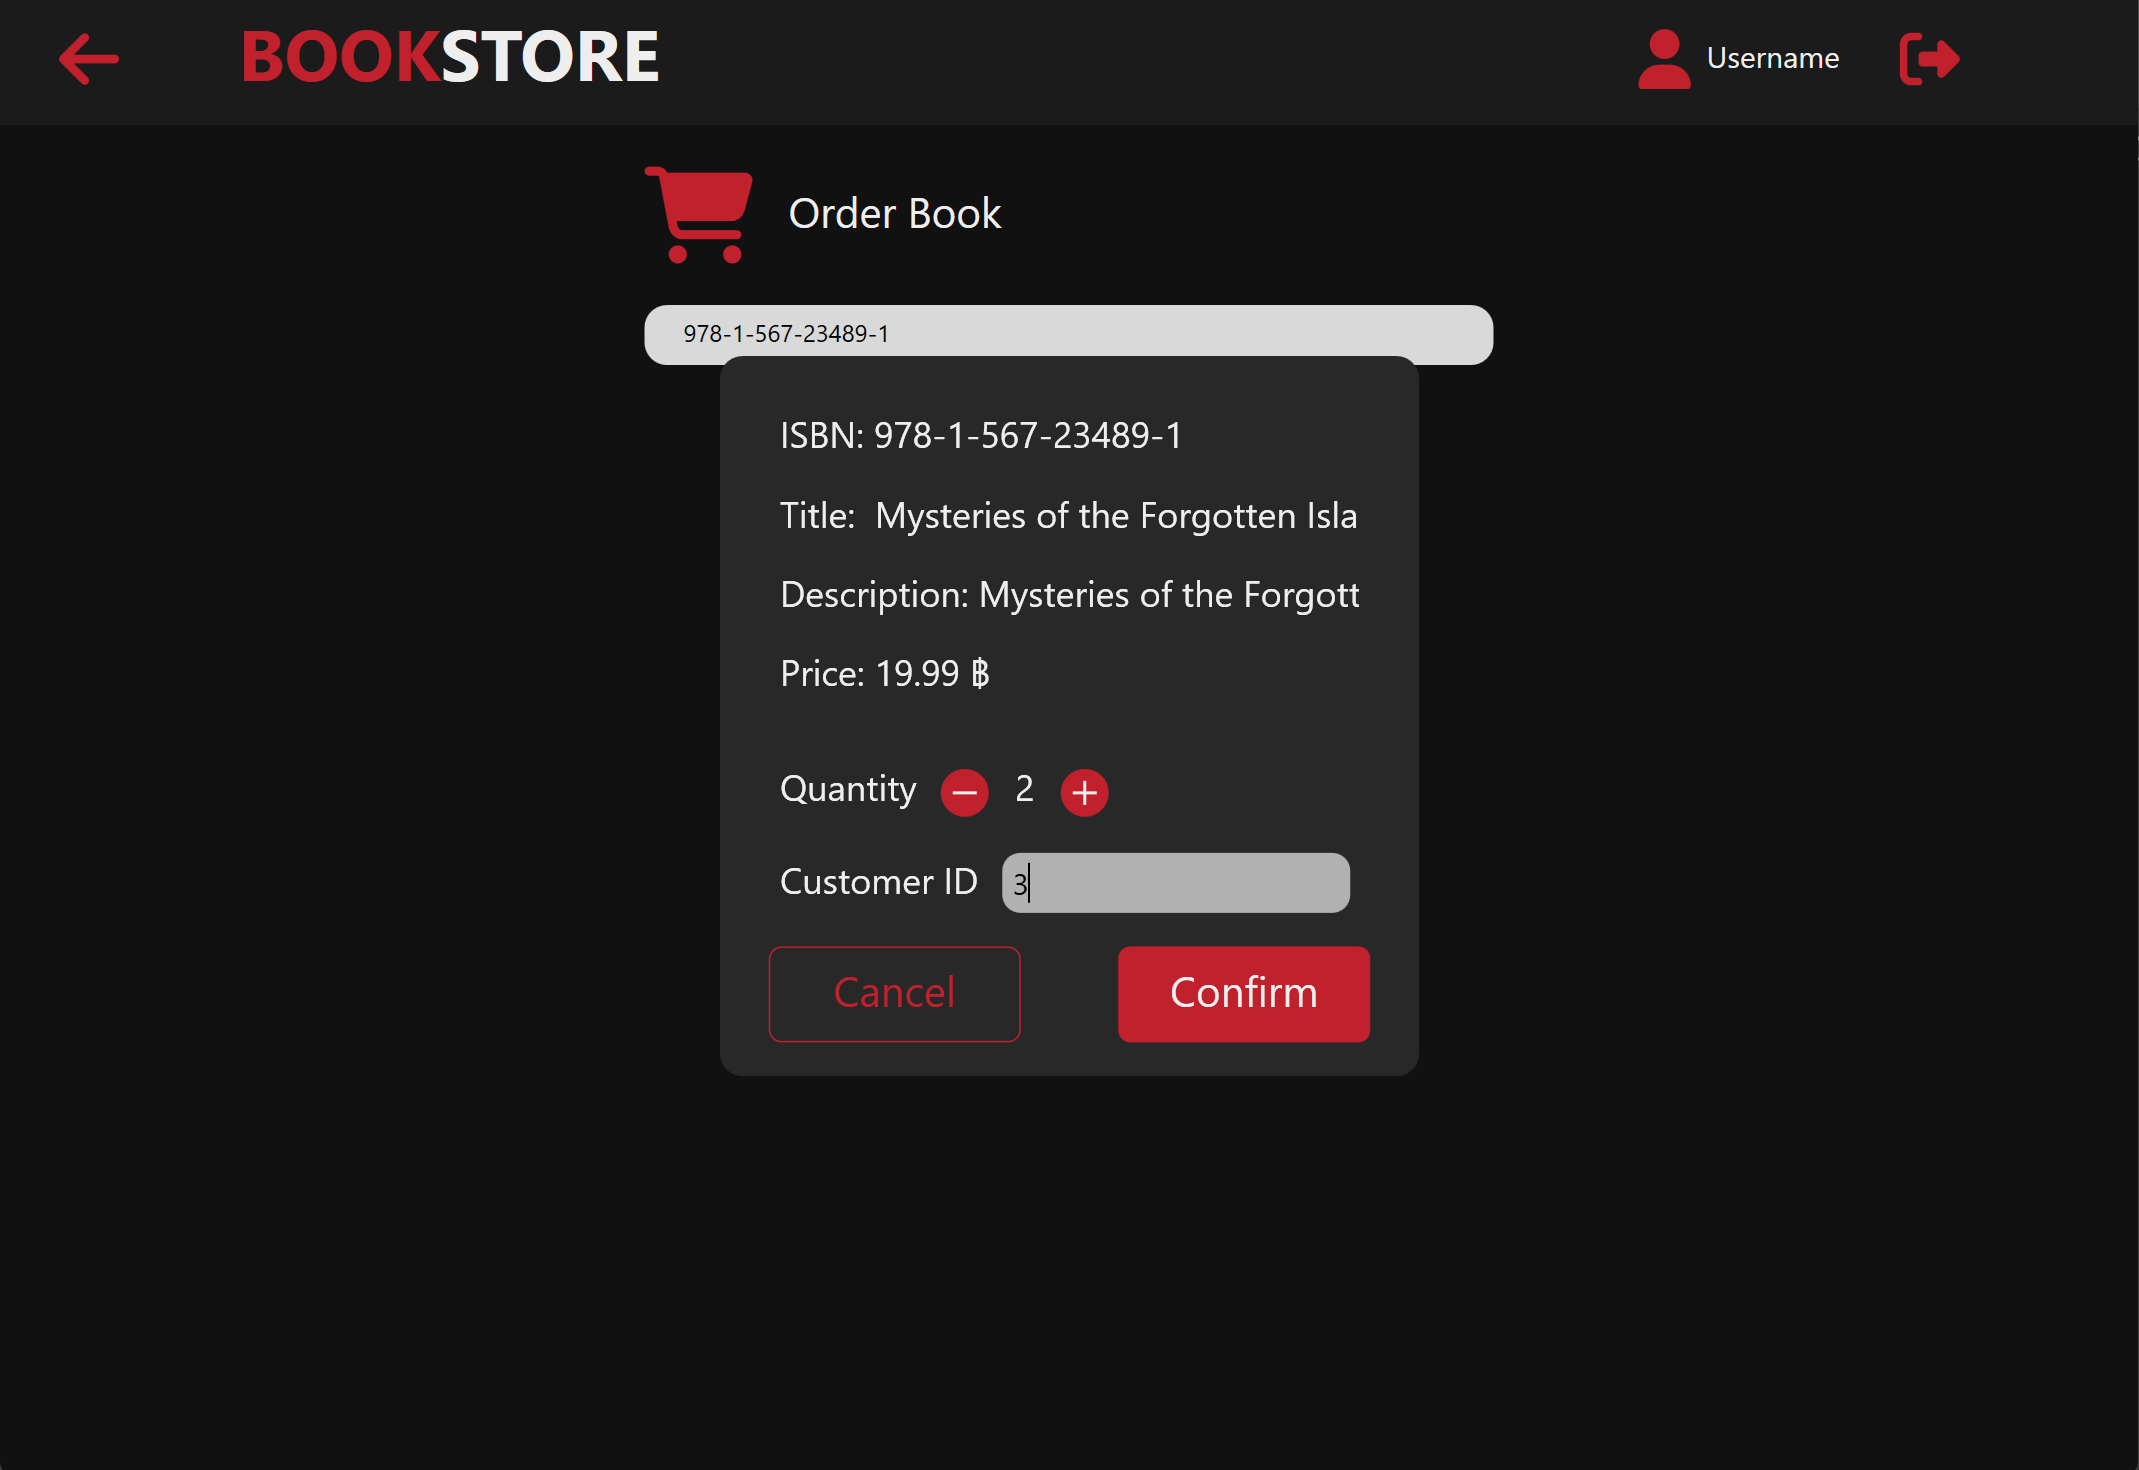 BOOKSTORE
Username
Order Book
978-1-567-23489-1
ISBN: 978-1-567-23489-1
Title: Mysteries of the Forgotten Isla
Description: Mysteries of the Forgott
Price: 19.99 ฿
Quantity − 2 +
Customer ID 3
Cancel Confirm